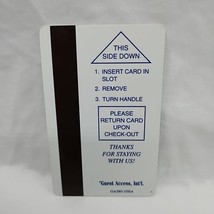 THIS
SIDE DOWN
1. INSERT CARD IN
SLOT
2. REMOVE
3. TURN HANDLE
PLEASE
RETURN CARD
UPON
CHECK-OUT
THANKS
FOR STAYING
WITH US!
Guest Access, Int'l.